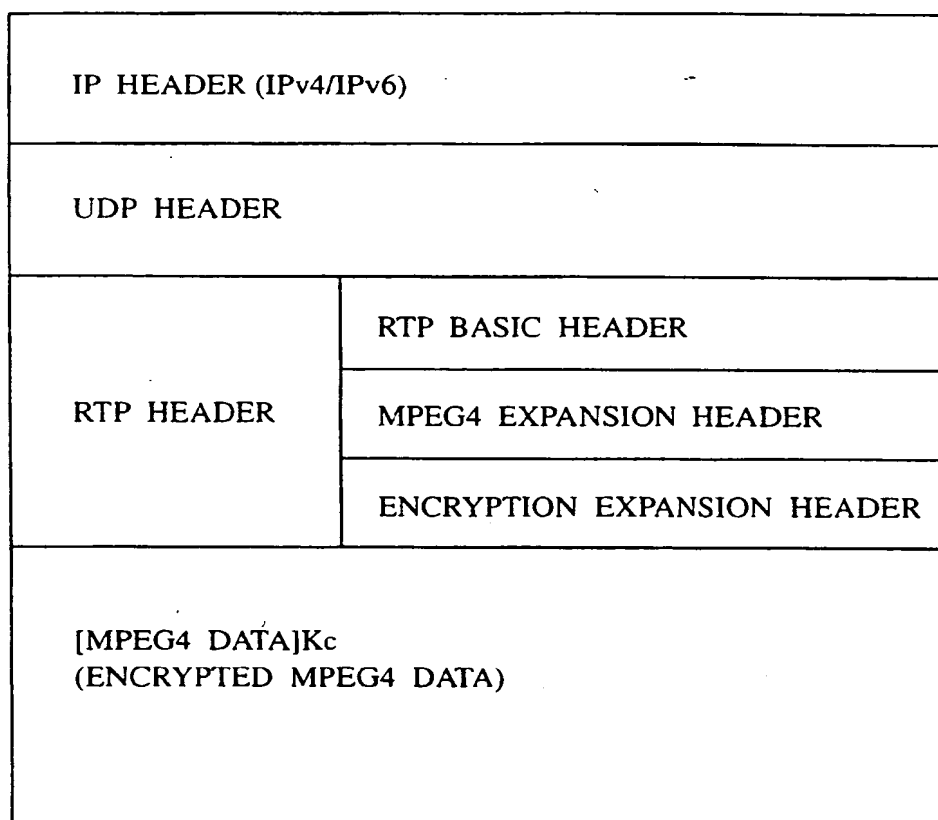 IP HEADER (IPv4/IPv6)
UDP HEADER
RTP HEADER
RTP BASIC HEADER
MPEG4 EXPANSION HEADER
ENCRYPTION EXPANSION HEADER
[MPEG4 DATA]Kc
(ENCRYPTED MPEG4 DATA)